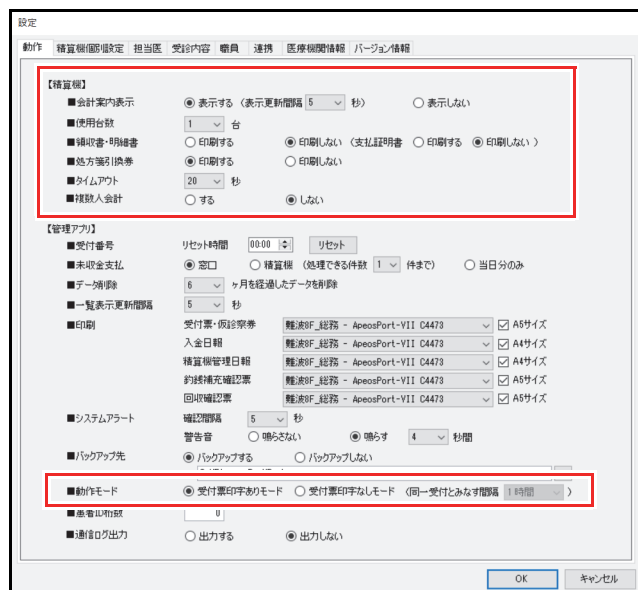 設定
動作 精算機個別設定 担当医 受診内容 職員 連携 医療機関情報 バージョン情報
【精算機】
■会計案内表示 表示する (表示更新間隔 5 秒) 表示しない
■使用台数 1 台
■領収書・明細書 印刷する 印刷しない (支払証明書 印刷する 印刷しない )
■処方箋引換券 印刷する 印刷しない
■タイムアウト 20 秒
■複数人会計 する しない
【管理アプリ】
■受付番号 リセット時間 00:00 リセット
■未収金支払 窓口 精算機 (処理できる件数 1 件まで) 当日分のみ
■データ削除 6 ヶ月を経過したデータを削除
■一覧表示更新間隔 5 秒
■印刷 受付票・仮診察券 難波8F_総務 - ApeosPort-VII C4473 A5サイズ
入金日報 難波8F_総務 - ApeosPort-VII C4473 A4サイズ
精算機管理日報 難波8F_総務 - ApeosPort-VII C4473 A4サイズ
釣銭補充確認票 難波8F_総務 - ApeosPort-VII C4473 A5サイズ
回収確認票 難波8F_総務 - ApeosPort-VII C4473 A5サイズ
■システムアラート 確認間隔 5 秒
警告音 鳴らさない 鳴らす 4 秒間
■バックアップ先 バックアップする バックアップしない
■動作モード 受付票印字ありモード 受付票印字なしモード (同一受付とみなす間隔 1時間 )
■患者ID桁数 0
■通信ログ出力 出力する 出力しない
OK キャンセル